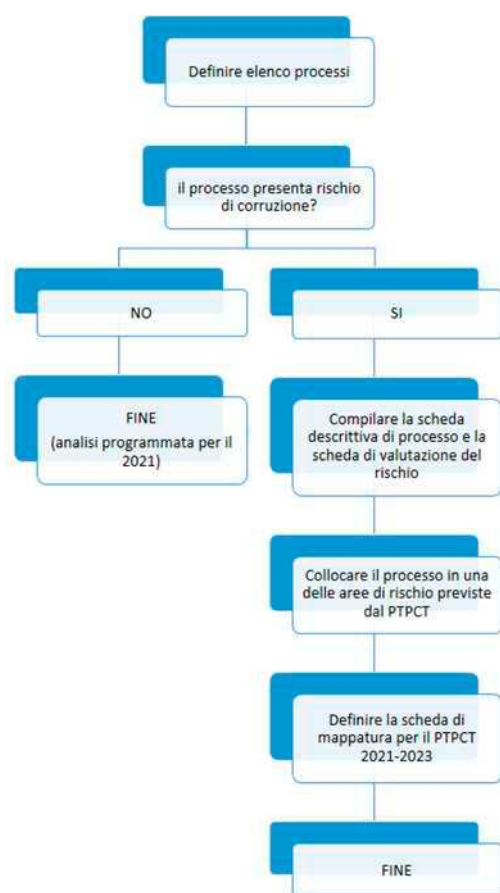 Definire elenco processi
il processo presenta rischio
di corruzione?
NO
SI
FINE
(analisi programmata per il
2021)
Compilare la scheda
descrittiva di processo e la
scheda di valutazione del
rischio
Collocare il processo in una
delle aree di rischio previste
dal PTPCT
Definire la scheda di
mappatura per il PTPCT
2021-2023
FINE